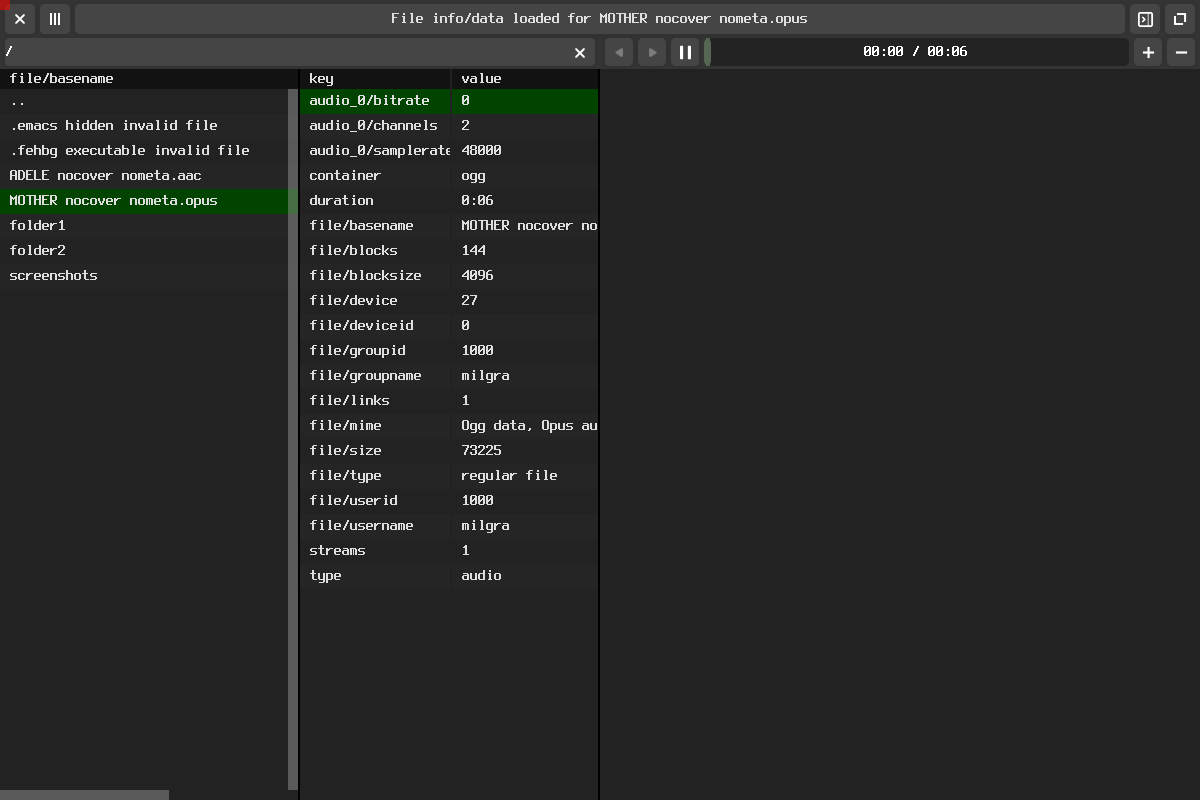 File info/data loaded for MOTHER nocover nometa.opus
/
00:00 / 00:06
file/basename
..
.emacs hidden invalid file
.fehbg executable invalid file
ADELE nocover nometa.aac
MOTHER nocover nometa.opus
folder1
folder2
screenshots
key value
audio_0/bitrate 0
audio_0/channels 2
audio_0/samplerate 48000
container ogg
duration 0:06
file/basename MOTHER nocover no
file/blocks 144
file/blocksize 4096
file/device 27
file/deviceid 0
file/groupid 1000
file/groupname milgra
file/links 1
file/mime Ogg data, Opus au
file/size 73225
file/type regular file
file/userid 1000
file/username milgra
streams 1
type audio